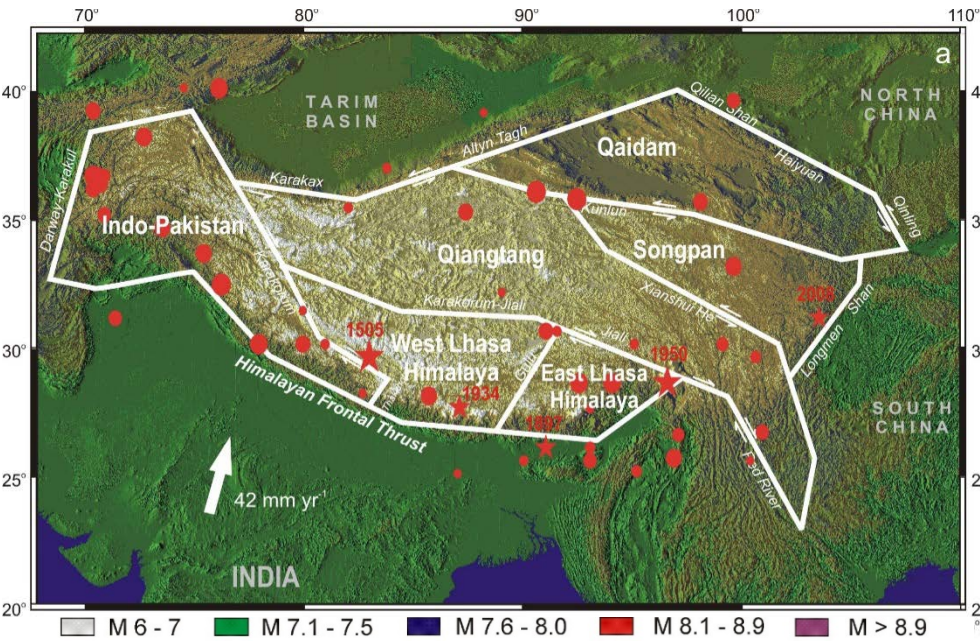 70° 80° 90° 100° 110°
a
40°
TARIM
BASIN
Qilian Shan
NORTH
CHINA
Altyn Tagh
Qaidam
Haiyuan
Karakax
Darway-Karakul
35°
Indo-Pakistan
Kunlun
Qinling
Qiangtang
Songpan
Karakorum
Karakorum-Jiali
Xianshui He
2008
Longmen Shan
30°
1505
West Lhasa
Himalaya
Jiali
1950
East Lhasa
Himalaya
1934
Himalayan Frontal Thrust
1897
SOUTH
CHINA
25°
42 mm yr⁻¹
Red River
INDIA
20°
M 6 - 7 M 7.1 - 7.5 M 7.6 - 8.0 M 8.1 - 8.9 M > 8.9